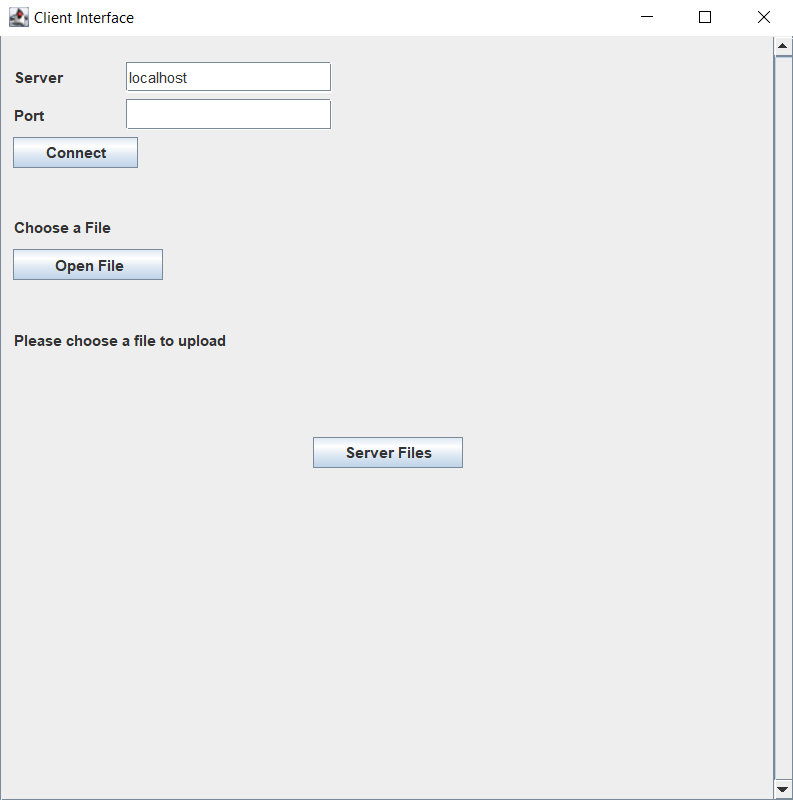 Client Interface
Server localhost
Port
Connect
Choose a File
Open File
Please choose a file to upload
Server Files